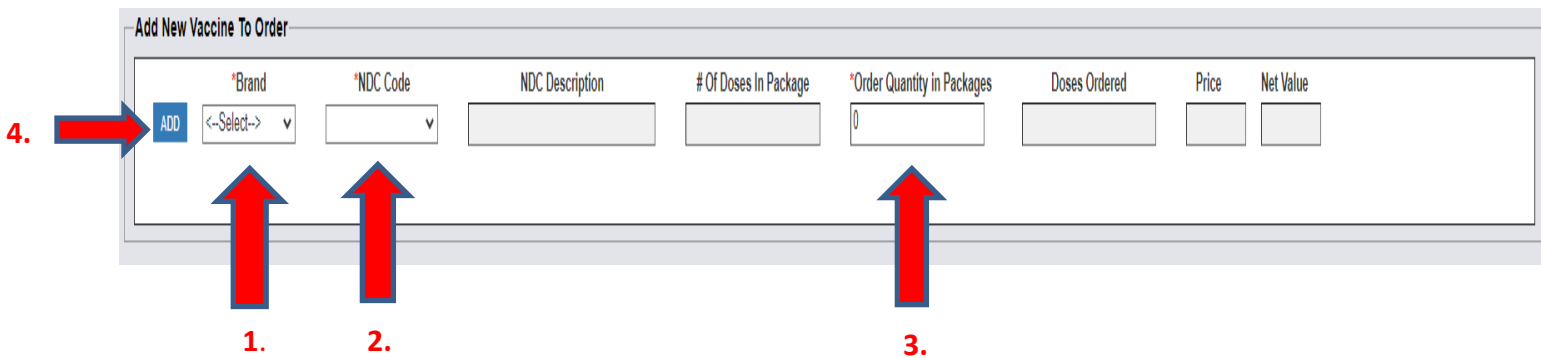 Add New Vaccine To Order
*Brand *NDC Code NDC Description # Of Doses In Package *Order Quantity in Packages Doses Ordered Price Net Value
4. ADD <--Select--> 0
1. 2. 3.